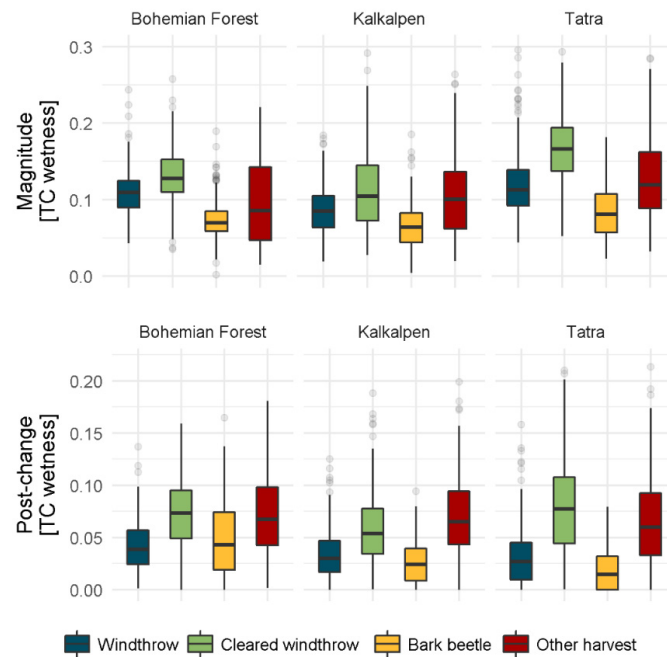 Bohemian Forest Kalkalpen Tatra
0.3
0.2
0.1
0.0
Magnitude
[TC wetness]
Bohemian Forest Kalkalpen Tatra
0.20
0.15
0.10
0.05
0.00
Post-change
[TC wetness]
Windthrow Cleared windthrow Bark beetle Other harvest